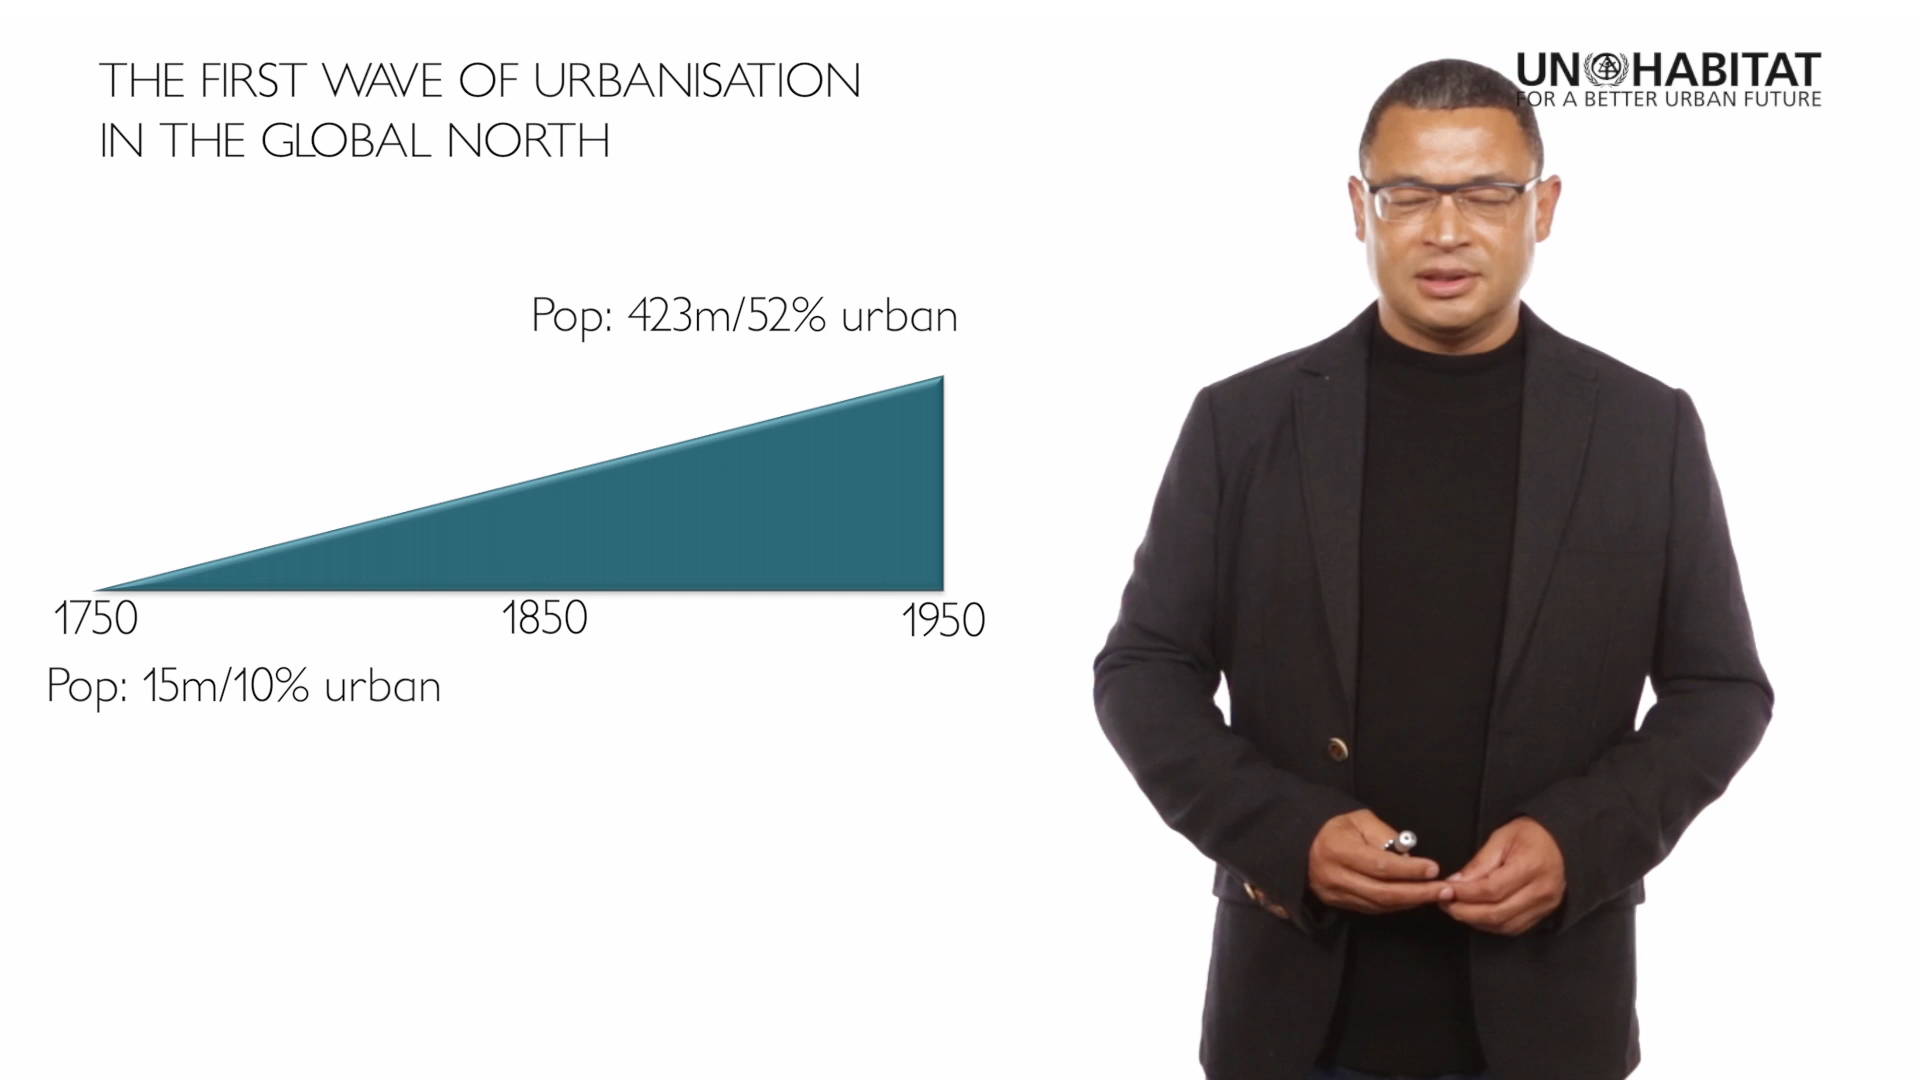 THE FIRST WAVE OF URBANISATION
IN THE GLOBAL NORTH
UN HABITAT
FOR A BETTER URBAN FUTURE
Pop: 423m/52% urban
1750
1850
1950
Pop: 15m/10% urban